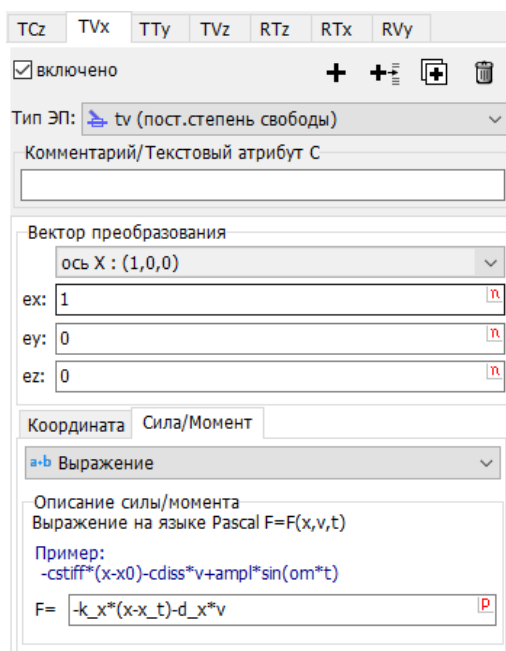 TCz TVx TTy TVz RTz RTx RVy
включено
Тип ЭП: tv (пост.степень свободы)
Комментарий/Текстовый атрибут C
Вектор преобразования
ось X : (1,0,0)
ex: 1 n
ey: 0 n
ez: 0 n
Координата Сила/Момент
a+b Выражение
Описание силы/момента
Выражение на языке Pascal F=F(x,v,t)
Пример:
-cstiff*(x-x0)-cdiss*v+ampl*sin(om*t)
F= -k_x*(x-x_t)-d_x*v p